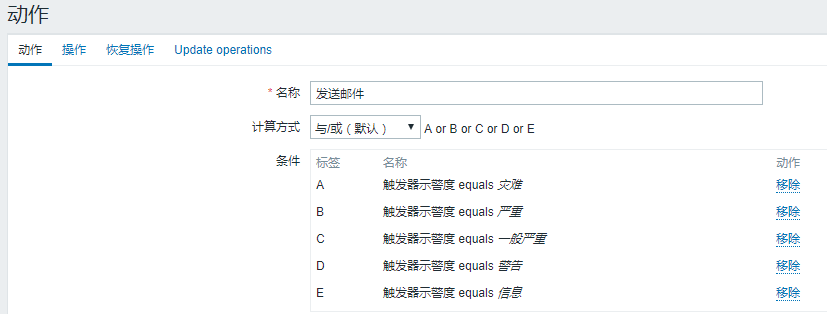 动作
动作 操作 恢复操作 Update operations
* 名称 发送邮件
计算方式 与/或（默认） A or B or C or D or E
条件 标签 名称 动作
A 触发器示警度 equals 灾难 移除
B 触发器示警度 equals 严重 移除
C 触发器示警度 equals 一般严重 移除
D 触发器示警度 equals 警告 移除
E 触发器示警度 equals 信息 移除